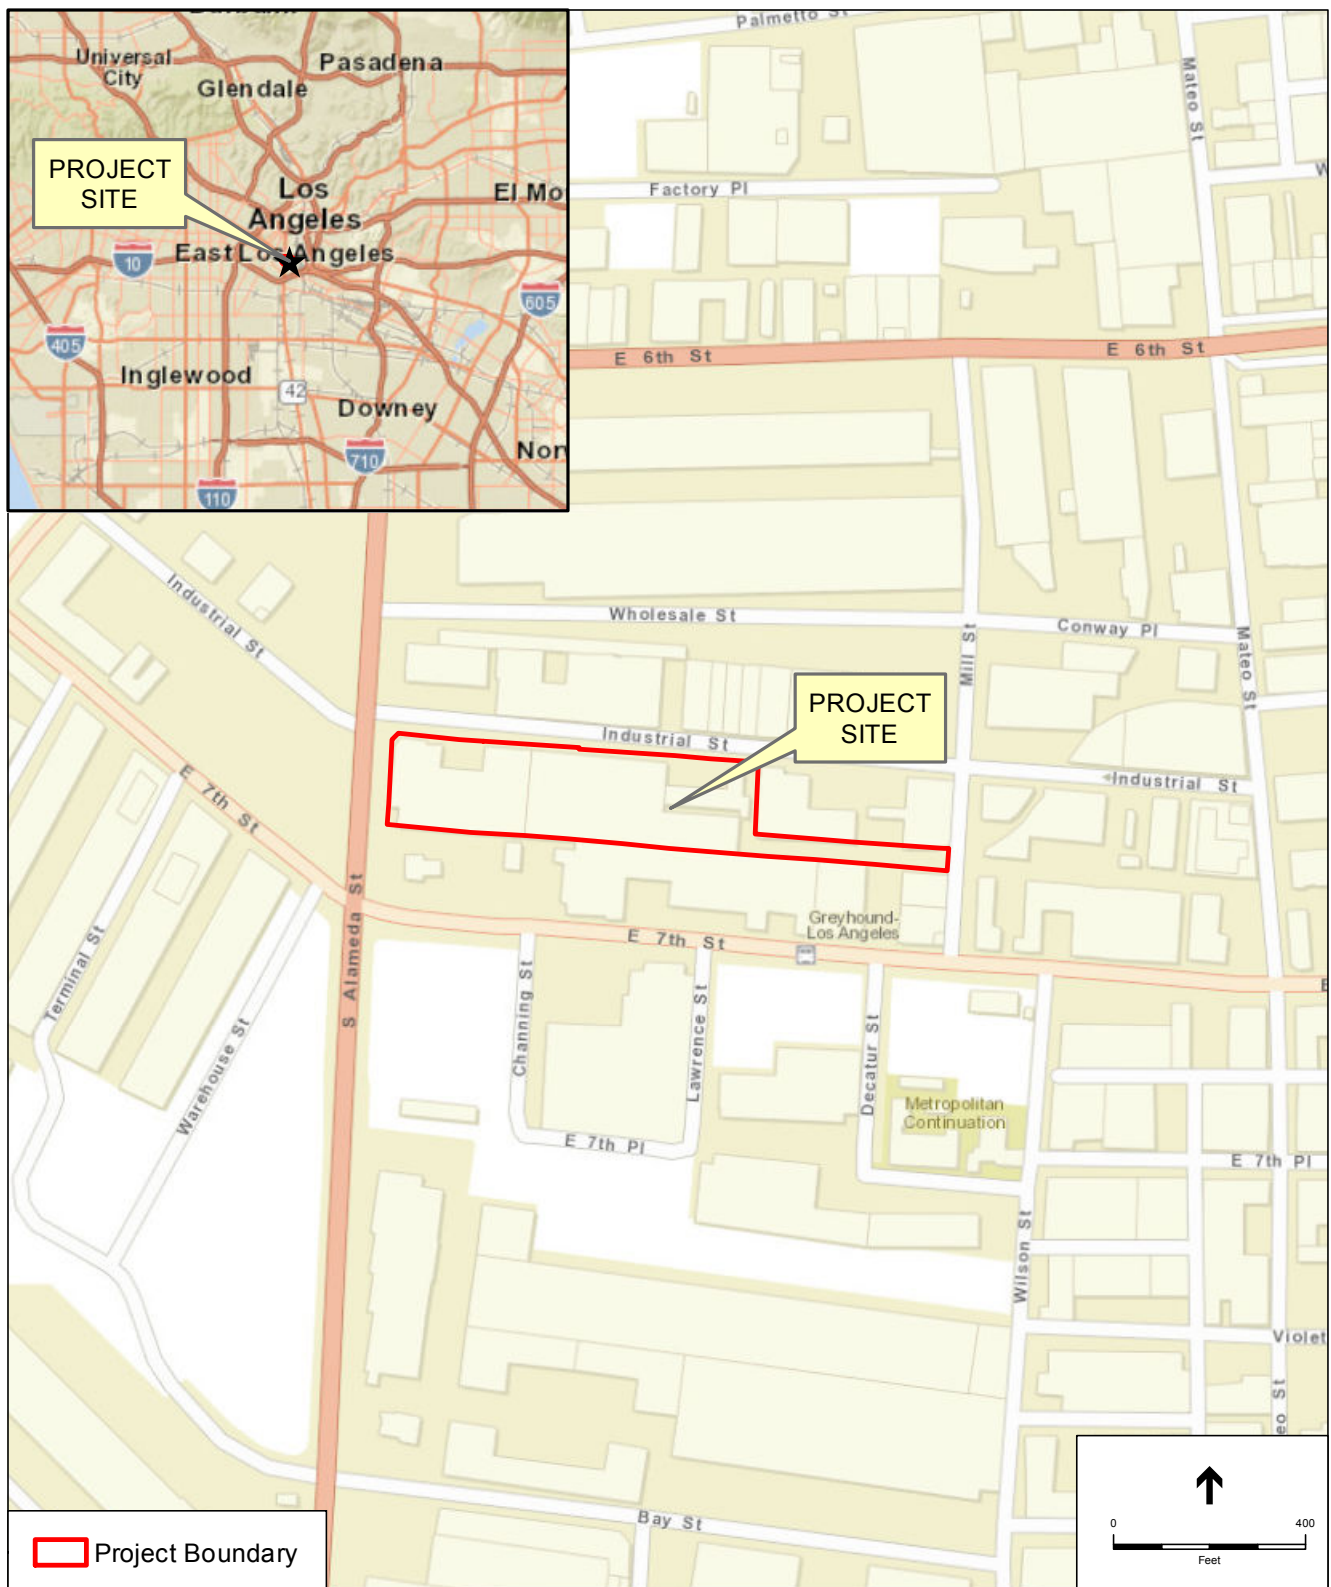 Universal
City
Pasadena
Glendale
PROJECT
SITE
Los
Angeles
El Mo
East Los Angeles
10
605
405
Inglewood
42
Downey
Nor
710
110
Palmetto St
Mateo St
Factory Pl
W
E 6th St
E 6th St
Industrial St
Wholesale St
Conway Pl
Mill St
Mateo St
PROJECT
SITE
Industrial St
Industrial St
E 7th St
S Alameda St
Greyhound-
Los Angeles
E 7th St
E
Terminal St
Warehouse St
Channing St
Lawrence St
Decatur St
Metropolitan
Continuation
E 7th Pl
E 7th Pl
Wilson St
Violet
eo St
Bay St
Project Boundary
0 400
Feet